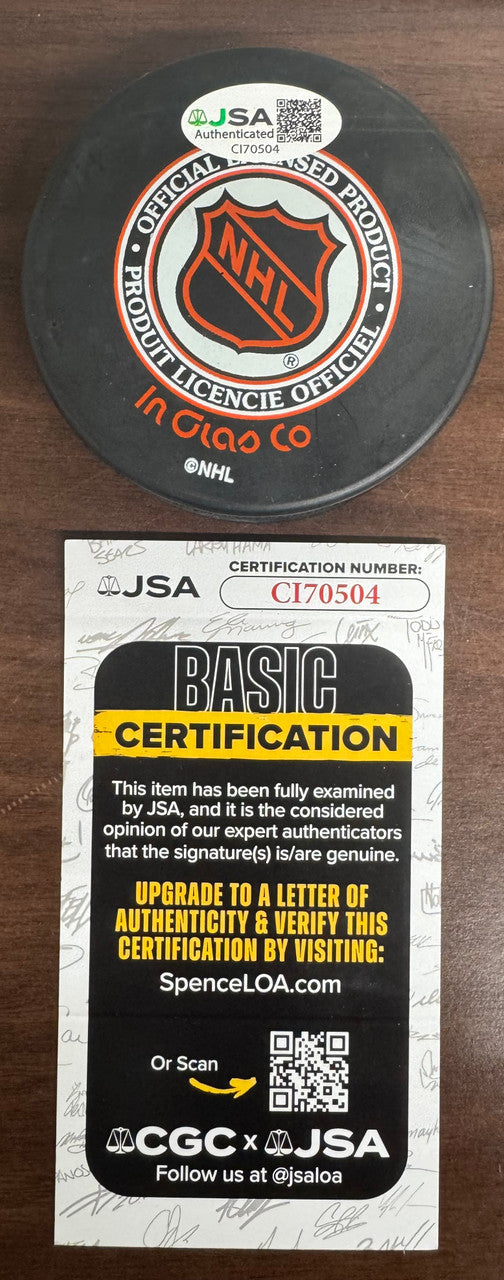 JSA
Authenticated
CI70504
OFFICIAL LICENSED PRODUCT
NHL
®
PRODUIT LICENCIE OFFICIEL
In Glas Co
©NHL
SEARS
LARRY HAMA
JSA
CERTIFICATION NUMBER:
CI70504
BASIC
CERTIFICATION
This item has been fully examined
by JSA, and it is the considered
opinion of our expert authenticators
that the signature(s) is/are genuine.
UPGRADE TO A LETTER OF
AUTHENTICITY & VERIFY THIS
CERTIFICATION BY VISITING:
SpenceLOA.com
Or Scan
CGC x JSA
Follow us at @jsaloa